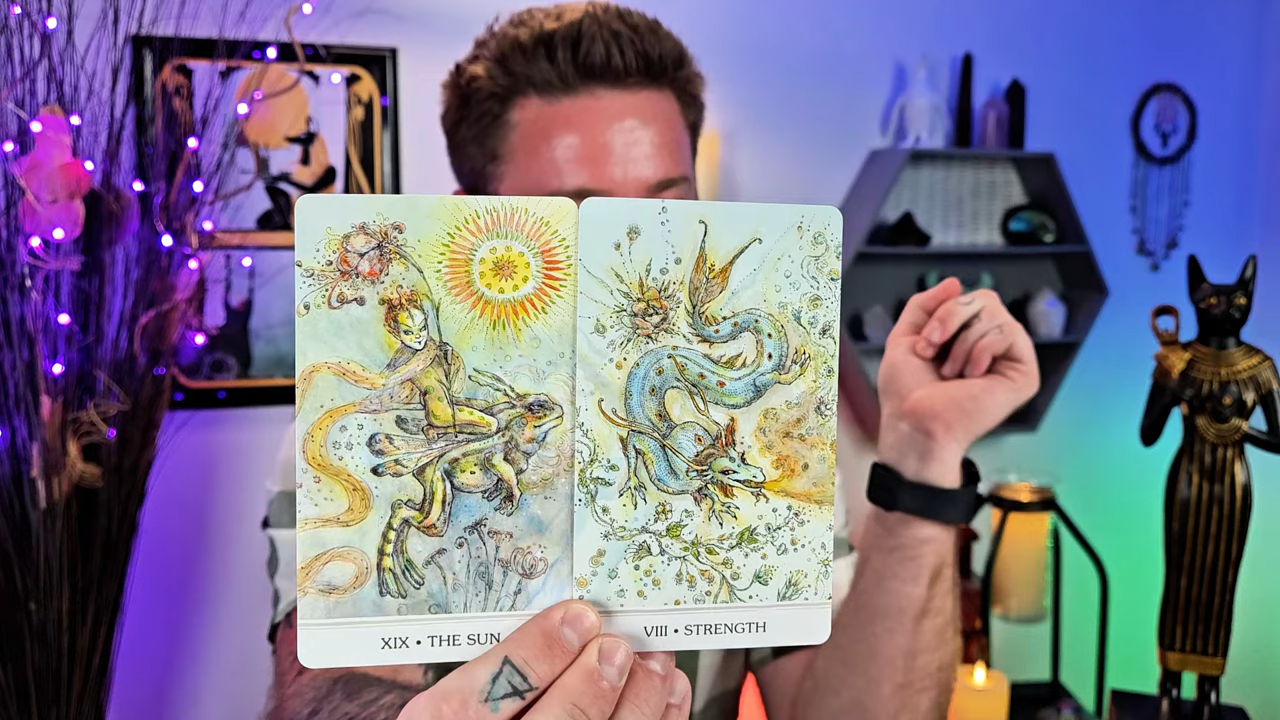 XIX • THE SUN
VIII • STRENGTH